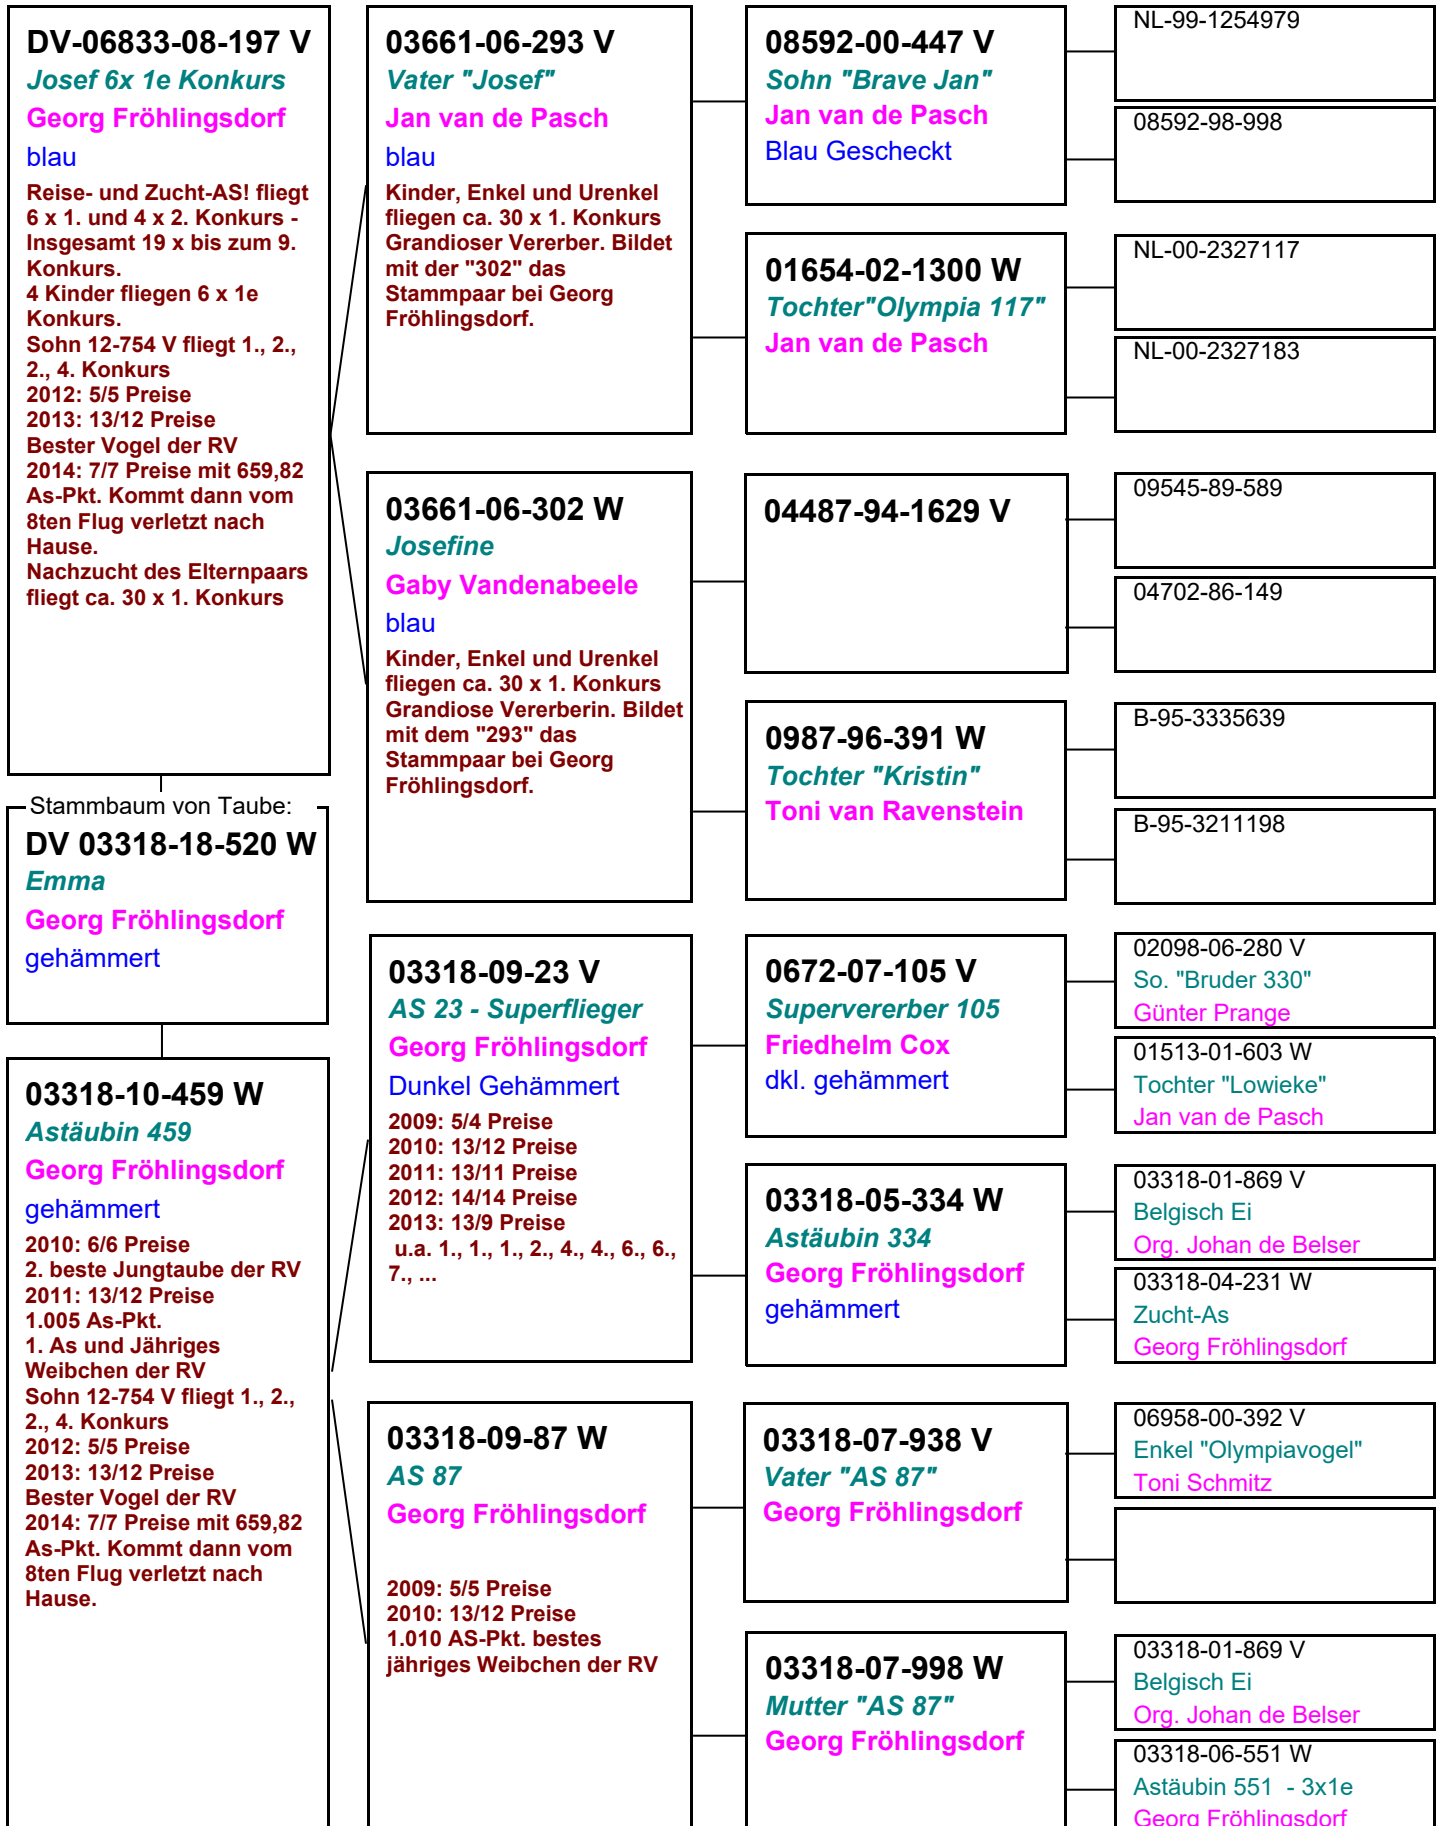 DV-06833-08-197 V
Josef 6x 1e Konkurs
Georg Fröhlingsdorf
blau
Reise- und Zucht-AS! fliegt
6 x 1. und 4 x 2. Konkurs -
Insgesamt 19 x bis zum 9.
Konkurs.
4 Kinder fliegen 6 x 1e
Konkurs.
Sohn 12-754 V fliegt 1., 2.,
2., 4. Konkurs
2012: 5/5 Preise
2013: 13/12 Preise
Bester Vogel der RV
2014: 7/7 Preise mit 659,82
As-Pkt. Kommt dann vom
8ten Flug verletzt nach
Hause.
Nachzucht des Elternpaars
fliegt ca. 30 x 1. Konkurs
Stammbaum von Taube:
DV 03318-18-520 W
Emma
Georg Fröhlingsdorf
gehämmert
03318-10-459 W
Astäubin 459
Georg Fröhlingsdorf
gehämmert
2010: 6/6 Preise
2. beste Jungtaube der RV
2011: 13/12 Preise
1.005 As-Pkt.
1. As und Jähriges
Weibchen der RV
Sohn 12-754 V fliegt 1., 2.,
2., 4. Konkurs
2012: 5/5 Preise
2013: 13/12 Preise
Bester Vogel der RV
2014: 7/7 Preise mit 659,82
As-Pkt. Kommt dann vom
8ten Flug verletzt nach
Hause.
03661-06-293 V
Vater "Josef"
Jan van de Pasch
blau
Kinder, Enkel und Urenkel
fliegen ca. 30 x 1. Konkurs
Grandioser Vererber. Bildet
mit der "302" das
Stammpaar bei Georg
Fröhlingsdorf.
03661-06-302 W
Josefine
Gaby Vandenabeele
blau
Kinder, Enkel und Urenkel
fliegen ca. 30 x 1. Konkurs
Grandiose Vererberin. Bildet
mit dem "293" das
Stammpaar bei Georg
Fröhlingsdorf.
03318-09-23 V
AS 23 - Superflieger
Georg Fröhlingsdorf
Dunkel Gehämmert
2009: 5/4 Preise
2010: 13/12 Preise
2011: 13/11 Preise
2012: 14/14 Preise
2013: 13/9 Preise
u.a. 1., 1., 1., 2., 4., 4., 6., 6.,
7., ...
03318-09-87 W
AS 87
Georg Fröhlingsdorf
2009: 5/5 Preise
2010: 13/12 Preise
1.010 AS-Pkt. bestes
jähriges Weibchen der RV
08592-00-447 V
Sohn "Brave Jan"
Jan van de Pasch
Blau Gescheckt
01654-02-1300 W
Tochter"Olympia 117"
Jan van de Pasch
04487-94-1629 V
0987-96-391 W
Tochter "Kristin"
Toni van Ravenstein
0672-07-105 V
Supervererber 105
Friedhelm Cox
dkl. gehämmert
03318-05-334 W
Astäubin 334
Georg Fröhlingsdorf
gehämmert
03318-07-938 V
Vater "AS 87"
Georg Fröhlingsdorf
03318-07-998 W
Mutter "AS 87"
Georg Fröhlingsdorf
NL-99-1254979
08592-98-998
NL-00-2327117
NL-00-2327183
09545-89-589
04702-86-149
B-95-3335639
B-95-3211198
02098-06-280 V
So. "Bruder 330"
Günter Prange
01513-01-603 W
Tochter "Lowieke"
Jan van de Pasch
03318-01-869 V
Belgisch Ei
Org. Johan de Belser
03318-04-231 W
Zucht-As
Georg Fröhlingsdorf
06958-00-392 V
Enkel "Olympiavogel"
Toni Schmitz
03318-01-869 V
Belgisch Ei
Org. Johan de Belser
03318-06-551 W
Astäubin 551 - 3x1e
Georg Fröhlingsdorf